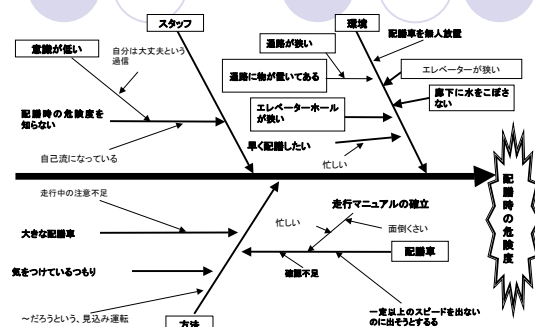 スタッフ
環境
意識が低い
自分は大丈夫という
過信
通路が狭い
配膳車を無人放置
通路に物が置いてある
エレベーターが狭い
配膳時の危険度を
知らない
エレベーターホール
が狭い
廊下に水をこぼさ
ない
自己流になっている
早く配膳したい
忙しい
配膳時の危険度
走行中の注意不足
走行マニュアルの確立
忙しい
面倒くさい
大きな配膳車
配膳車
気をつけているつもり
確認不足
~だろうという、見込み運転
一定以上のスピードを出ない
のに出そうとするる
方法